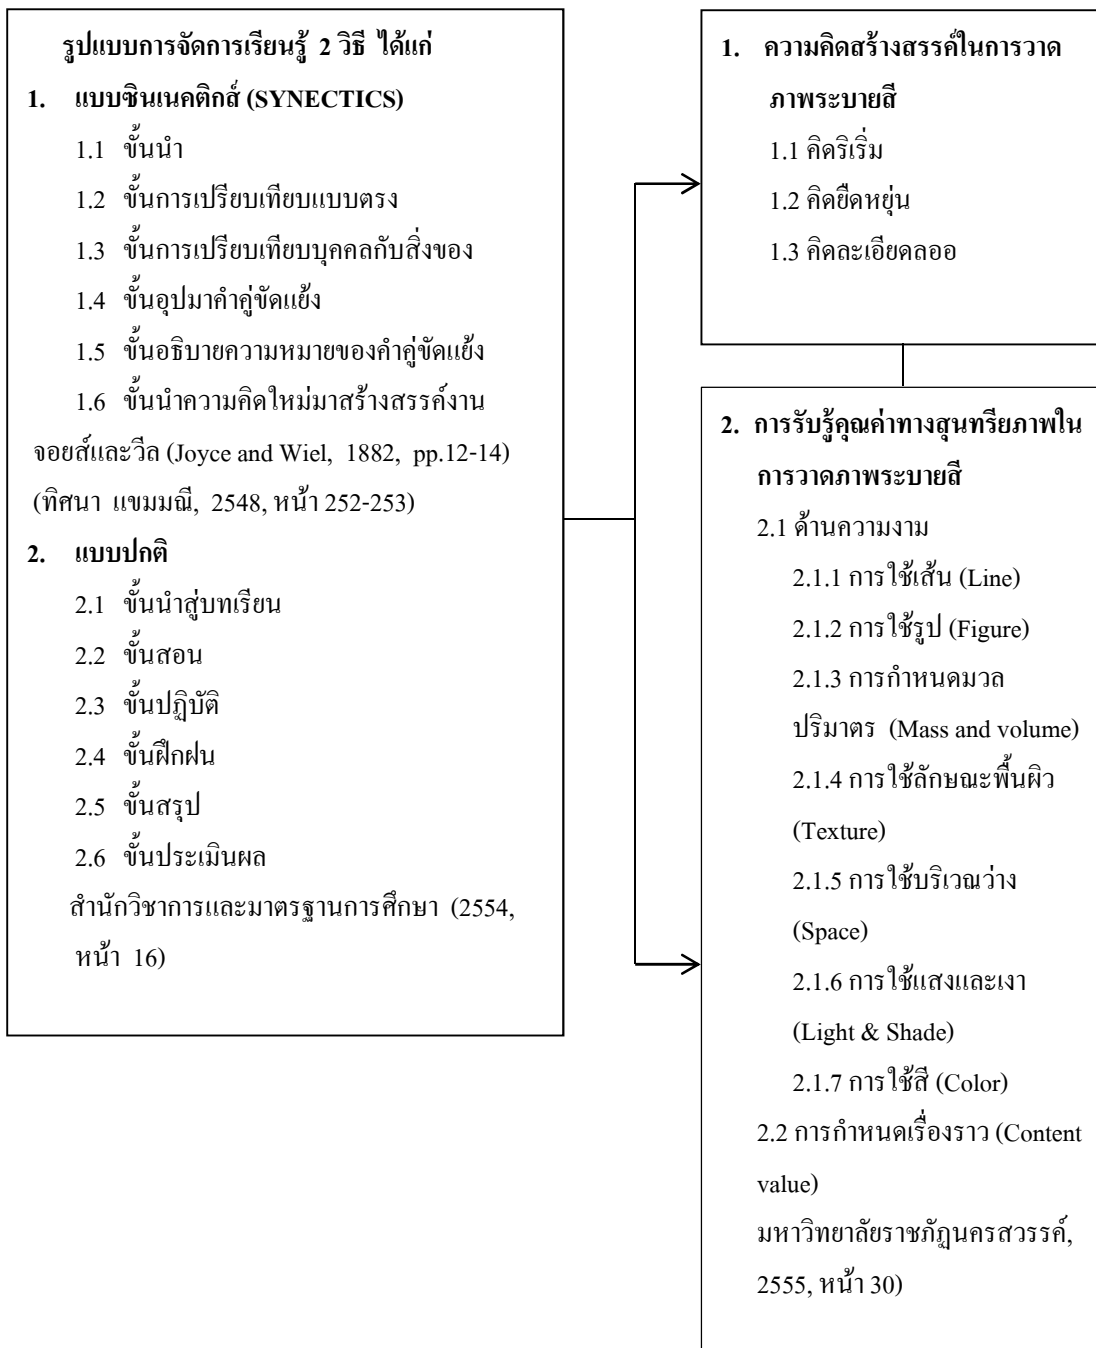 รูปแบบการจัดการเรียนรู้ 2 วิธี ได้แก่
1. แบบซินเนคติกส์ (SYNECTICS)
1.1 ขั้นนำ
1.2 ขั้นการเปรียบเทียบแบบตรง
1.3 ขั้นการเปรียบเทียบบุคคลกับสิ่งของ
1.4 ขั้นอุปมาคำคู่ขัดแย้ง
1.5 ขั้นอธิบายความหมายของคำคู่ขัดแย้ง
1.6 ขั้นนำความคิดใหม่มาสร้างสรรค์งาน
จอยส์และวีล (Joyce and Wiel, 1882, pp.12-14)
(ทิศนา แขมมณี, 2548, หน้า 252-253)
2. แบบปกติ
2.1 ขั้นนำสู่บทเรียน
2.2 ขั้นสอน
2.3 ขั้นปฏิบัติ
2.4 ขั้นฝึกฝน
2.5 ขั้นสรุป
2.6 ขั้นประเมินผล
สำนักวิชาการและมาตรฐานการศึกษา (2554,
หน้า 16)
1. ความคิดสร้างสรรค์ในการวาด
ภาพระบายสี
1.1 คิดริเริ่ม
1.2 คิดยืดหยุ่น
1.3 คิดละเอียดลออ
2. การรับรู้คุณค่าทางสุนทรียภาพใน
การวาดภาพระบายสี
2.1 ด้านความงาม
2.1.1 การใช้เส้น (Line)
2.1.2 การใช้รูป (Figure)
2.1.3 การกำหนดมวล
ปริมาตร (Mass and volume)
2.1.4 การใช้ลักษณะพื้นผิว
(Texture)
2.1.5 การใช้บริเวณว่าง
(Space)
2.1.6 การใช้แสงและเงา
(Light & Shade)
2.1.7 การใช้สี (Color)
2.2 การกำหนดเรื่องราว (Content
value)
มหาวิทยาลัยราชภัฏนครสวรรค์,
2555, หน้า 30)